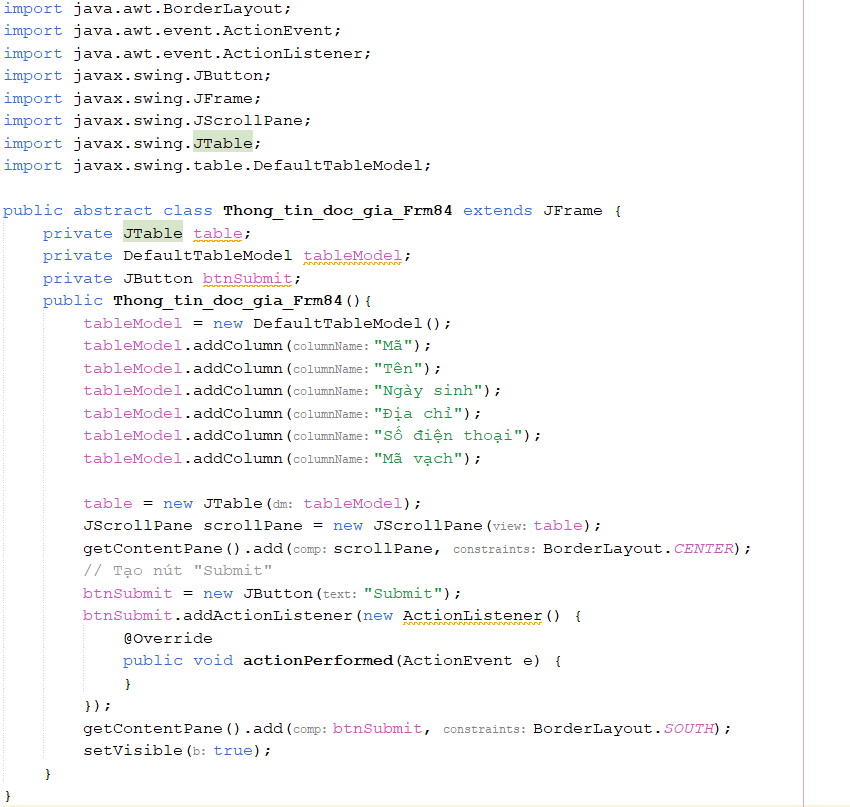 import java.awt.BorderLayout;
import java.awt.event.ActionEvent;
import java.awt.event.ActionListener;
import javax.swing.JButton;
import javax.swing.JFrame;
import javax.swing.JScrollPane;
import javax.swing.JTable;
import javax.swing.table.DefaultTableModel;
public abstract class Thong_tin_doc_gia_Frm84 extends JFrame {
private JTable table;
private DefaultTableModel tableModel;
private JButton btnSubmit;
public Thong_tin_doc_gia_Frm84(){
tableModel = new DefaultTableModel();
tableModel.addColumn(columnName: "Mã");
tableModel.addColumn(columnName: "Tên");
tableModel.addColumn(columnName: "Ngày sinh");
tableModel.addColumn(columnName: "Địa chỉ");
tableModel.addColumn(columnName: "Số điện thoại");
tableModel.addColumn(columnName: "Mã vạch");
table = new JTable(dm: tableModel);
JScrollPane scrollPane = new JScrollPane(view: table);
getContentPane().add(comp: scrollPane, constraints: BorderLayout.CENTER);
// Tạo nút "Submit"
btnSubmit = new JButton(text: "Submit");
btnSubmit.addActionListener(new ActionListener() {
@Override
public void actionPerformed(ActionEvent e) {
}
});
getContentPane().add(comp: btnSubmit, constraints: BorderLayout.SOUTH);
setVisible(b: true);
}
}